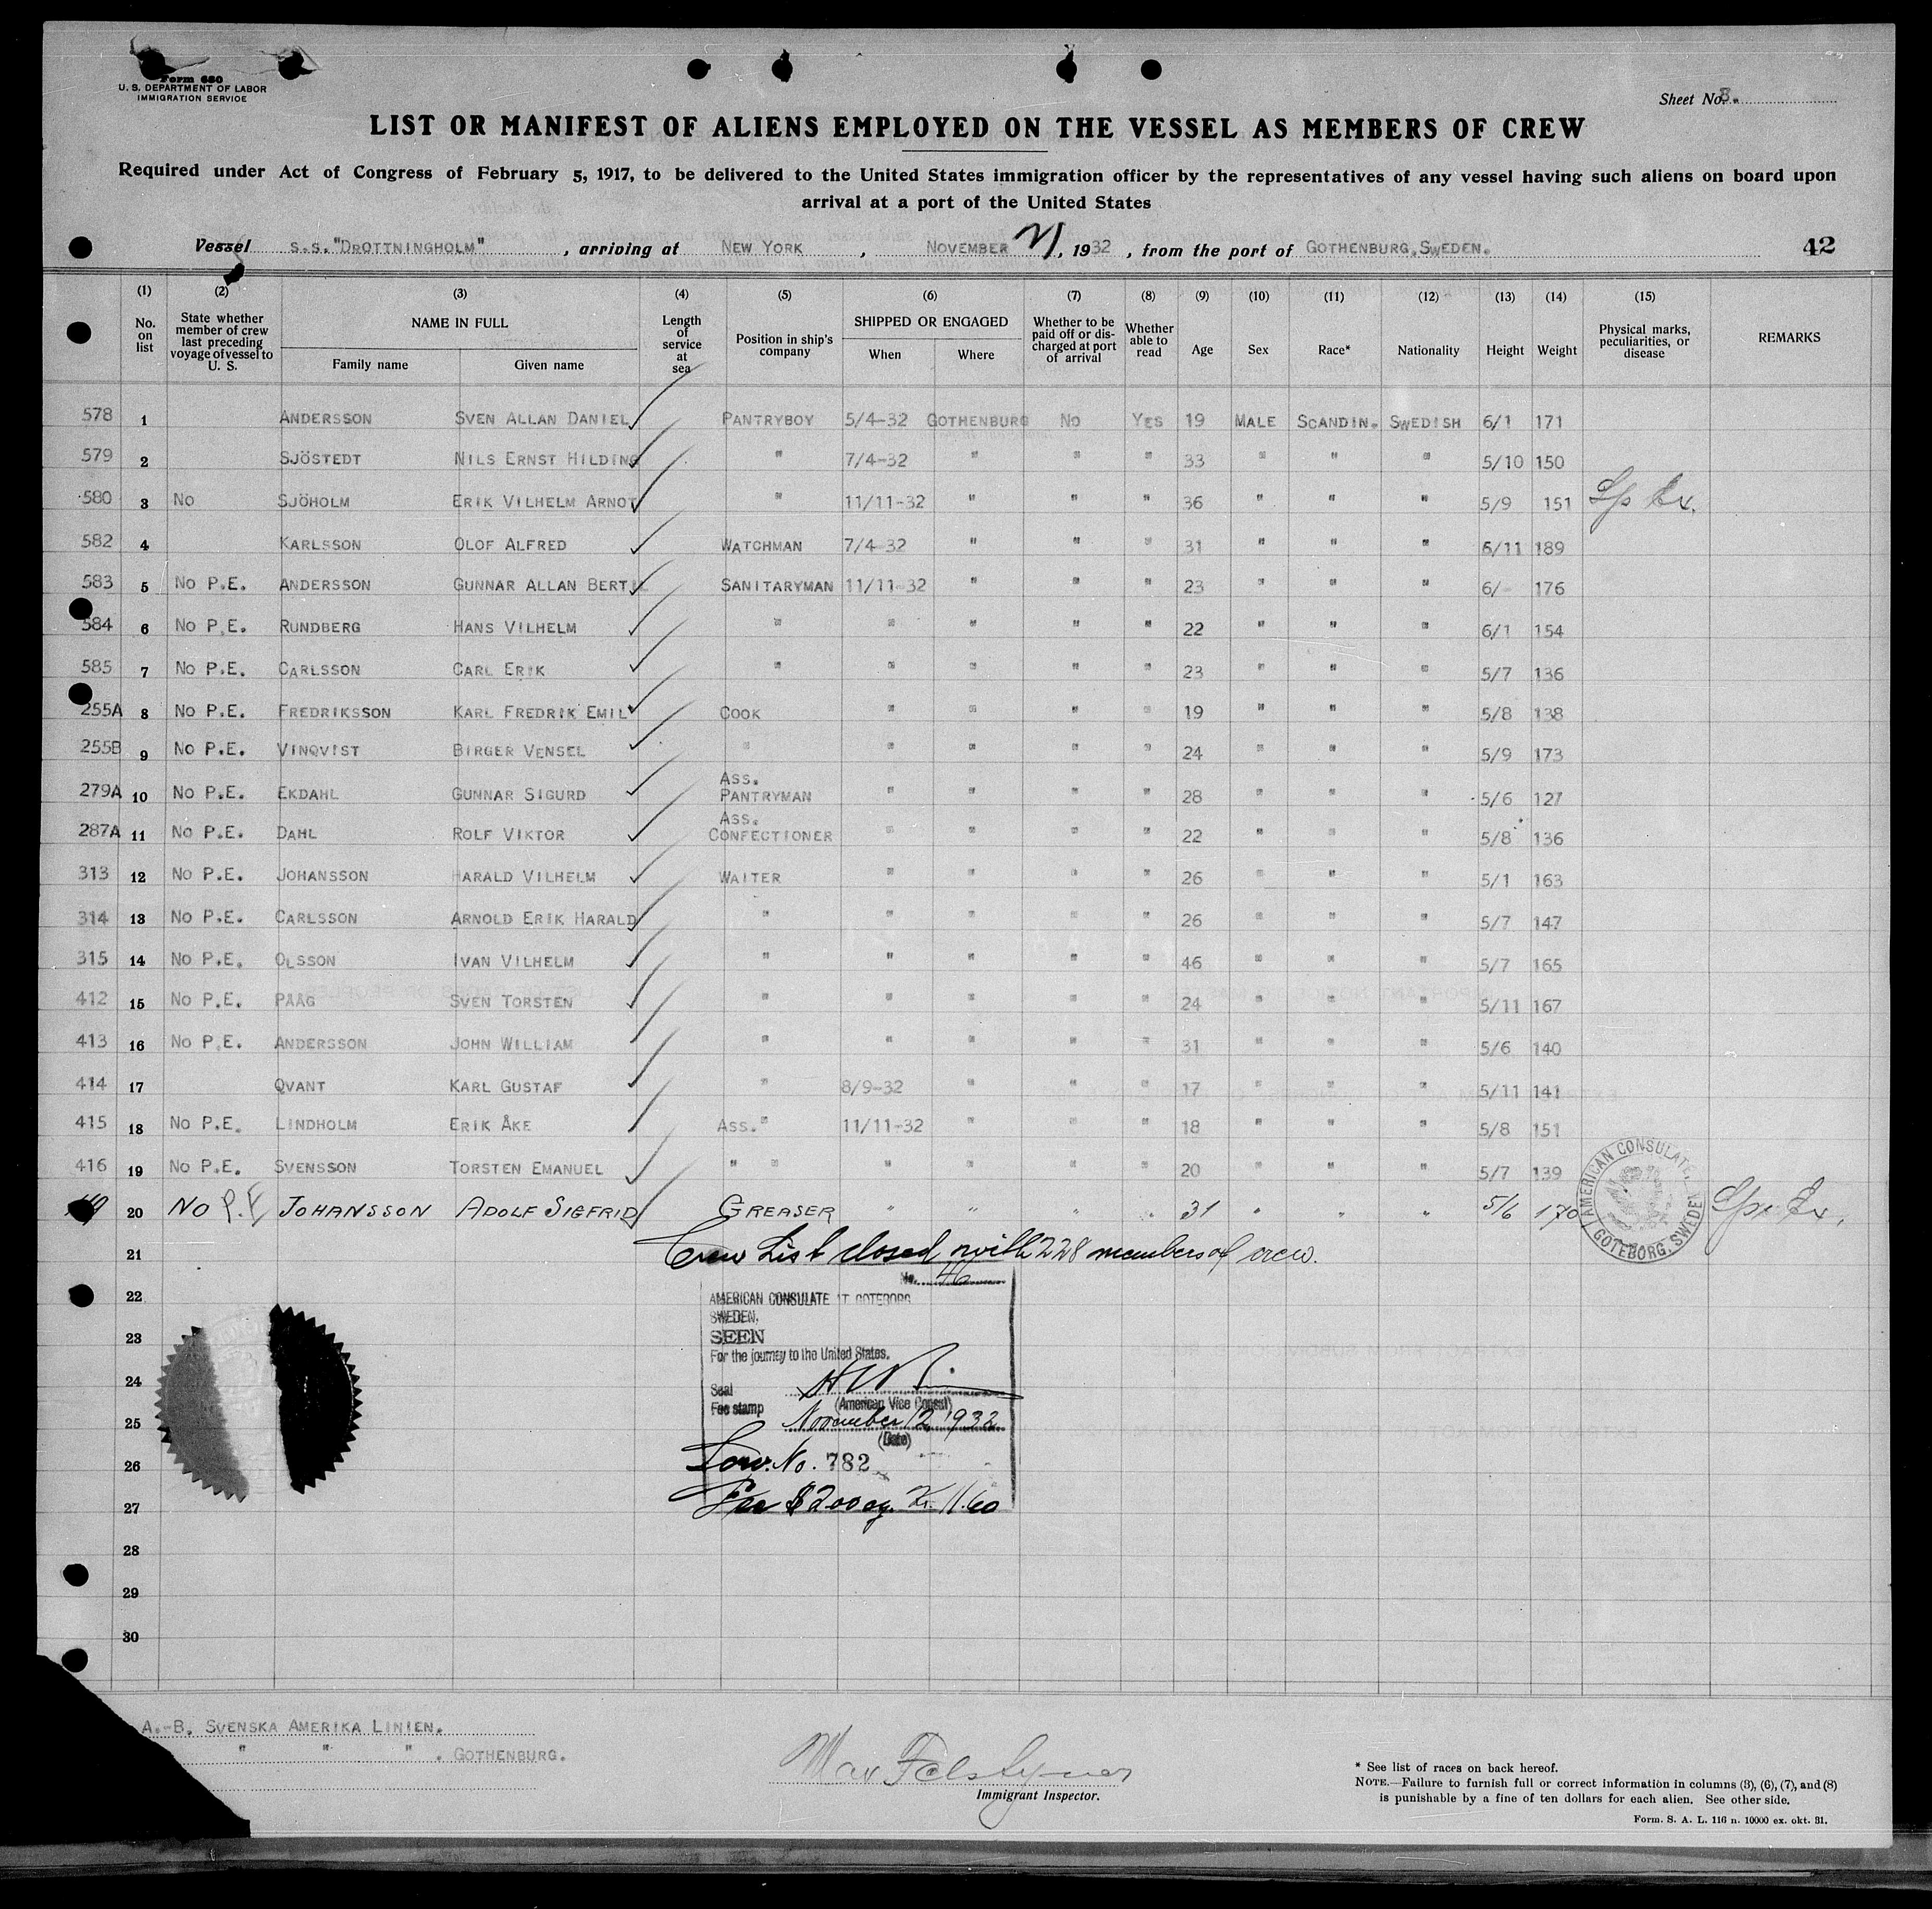 Form 680
U. S. DEPARTMENT OF LABOR
IMMIGRATION SERVICE
Sheet No. 8.
LIST OR MANIFEST OF ALIENS EMPLOYED ON THE VESSEL AS MEMBERS OF CREW
Required under Act of Congress of February 5, 1917, to be delivered to the United States immigration officer by the representatives of any vessel having such aliens on board upon
arrival at a port of the United States
Vessel S.S. "DROTTNINGHOLM", arriving at NEW YORK, NOVEMBER 21, 1932, from the port of GOTHENBURG, SWEDEN. 42
(1) (2) (3) (4) (5) (6) (7) (8) (9) (10) (11) (12) (13) (14) (15)
No. on list | State whether member of crew last preceding voyage of vessel to U. S. | NAME IN FULL | Family name | Given name | Length of service at sea | Position in ship's company | SHIPPED OR ENGAGED | When | Where | Whether to be paid off or discharged at port of arrival | Whether able to read | Age | Sex | Race* | Nationality | Height | Weight | Physical marks, peculiarities, or disease | REMARKS
578 1 ANDERSSON SVEN ALLAN DANIEL PANTRYBOY 5/4-32 GOTHENBURG NO YES 19 MALE SCANDIN. SWEDISH 6/1 171
579 2 SJÖSTEDT NILS ERNST HILDING " 7/4-32 " " " 33 " " " 5/10 150
580 3 NO SJÖHOLM ERIK VILHELM ARNOT " 11/11-32 " " " 36 " " " 5/9 151
582 4 KARLSSON OLOF ALFRED WATCHMAN 7/4-32 " " " 31 " " " 6/11 189
583 5 NO P.E. ANDERSSON GUNNAR ALLAN BERTIL SANITARYMAN 11/11-32 " " " 23 " " " 6/- 176
584 6 NO P.E. RUNDBERG HANS VILHELM " " " " " 22 " " " 6/1 154
585 7 NO P.E. CARLSSON CARL ERIK " " " " " 23 " " " 5/7 136
255A 8 NO P.E. FREDRIKSSON KARL FREDRIK EMIL COOK " " " " 19 " " " 5/8 138
255B 9 NO P.E. VINQVIST BIRGER VENSEL " " " " " 24 " " " 5/9 173
279A 10 NO P.E. EKDAHL GUNNAR SIGURD ASS. PANTRYMAN " " " " 28 " " " 5/6 127
287A 11 NO P.E. DAHL ROLF VIKTOR ASS. CONFECTIONER " " " " 22 " " " 5/8 136
313 12 NO P.E. JOHANSSON HARALD VILHELM WAITER " " " " 26 " " " 5/1 163
314 13 NO P.E. CARLSSON ARNOLD ERIK HARALD " " " " " 26 " " " 5/7 147
315 14 NO P.E. OLSSON IVAN VILHELM " " " " " 46 " " " 5/7 165
412 15 NO P.E. PAAG SVEN TORSTEN " " " " " 24 " " " 5/11 167
413 16 NO P.E. ANDERSSON JOHN WILLIAM " " " " " 31 " " " 5/6 140
414 17 QVANT KARL GUSTAF " 8/9-32 " " " 17 " " " 5/11 141
415 18 NO P.E. LINDHOLM ERIK ÅKE ASS. " 11/11-32 " " " 18 " " " 5/8 151
416 19 NO P.E. SVENSSON TORSTEN EMANUEL " " " " " " 20 " " " 5/7 139
20 NO P.E JOHANSSON ADOLF SIGFRID GREASER " " " " 31 " " " 5/6 170
AMERICAN CONSULATE, GOTEBORG, SWEDEN
21 Crew List closed with 228 members of crew.
No. 46
22 AMERICAN CONSULATE AT GOTEBORG
SWEDEN.
23 SEEN
For the journey to the United States.
24 Seal
Fee stamp (American Vice Consul)
25 November 12 1932
(Date)
26 No. 782
27 Fee $2.00 Kr. 11.60
28
29
30
A.-B. SVENSKA AMERIKA LINIEN.
" " " . GOTHENBURG.
Max
Immigrant Inspector.
* See list of races on back hereof.
NOTE.—Failure to furnish full or correct information in columns (3), (6), (7), and (8)
is punishable by a fine of ten dollars for each alien. See other side.
Form. S. A. L. 116 n. 10000 ex. okt. 31.